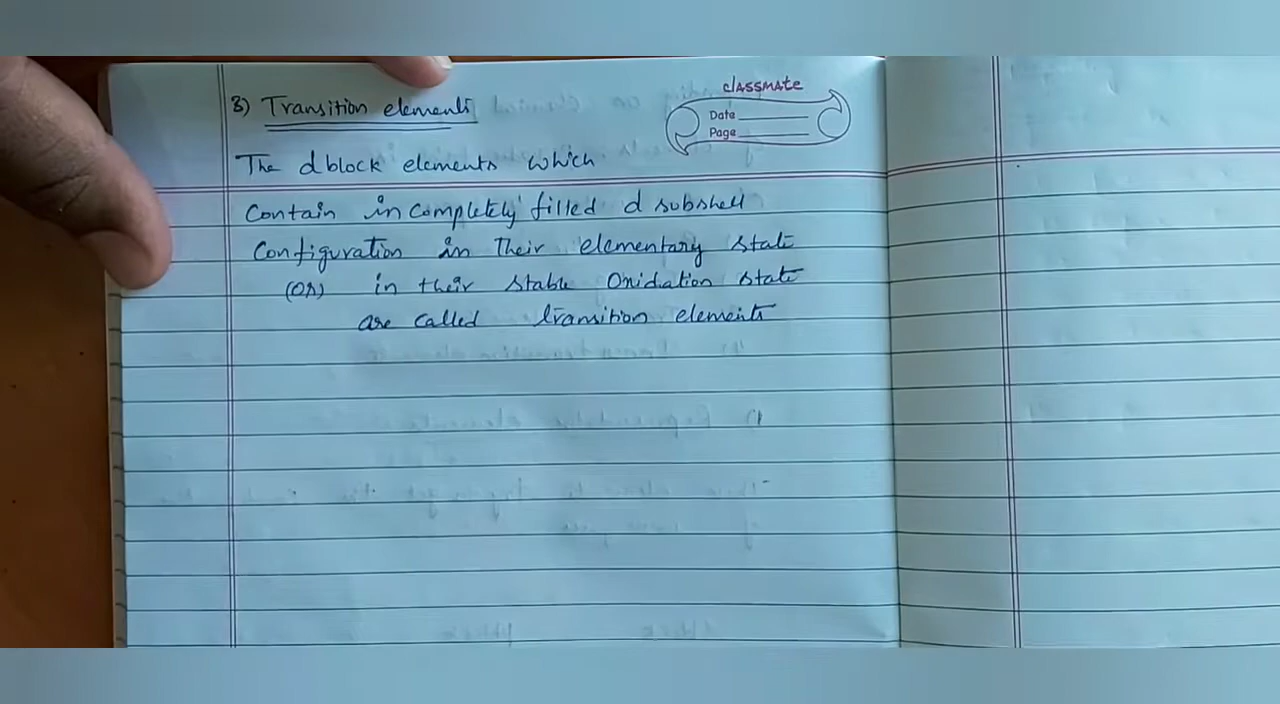 3) Transition elements
classmate
Date
Page
The d block elements which
Contain incompletely filled d subshell
Configuration in their elementary state
(OR) in their stable Oxidation state
are called transition elements